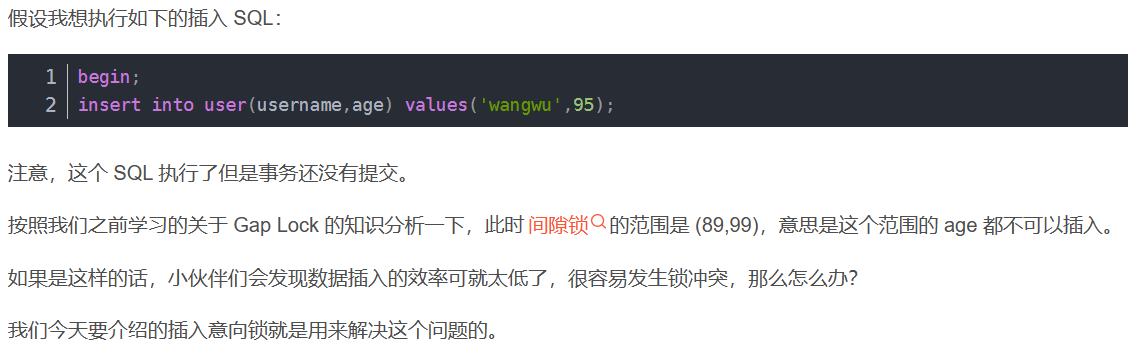 假设我想执行如下的插入 SQL：
1 begin;
2 insert into user(username,age) values('wangwu',95);
注意，这个 SQL 执行了但是事务还没有提交。
按照我们之前学习的关于 Gap Lock 的知识分析一下，此时 间隙锁 的范围是 (89,99)，意思是这个范围的 age 都不可以插入。
如果是这样的话，小伙伴们会发现数据插入的效率可就太低了，很容易发生锁冲突，那么怎么办？
我们今天要介绍的插入意向锁就是用来解决这个问题的。